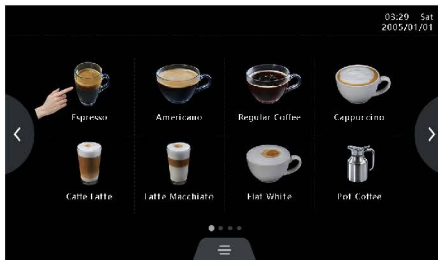 03:29 Sat
2005/01/01
Espresso Americano Regular Coffee Cappuccino
Caffe Latte Latte Macchiato Flat White Pot Coffee